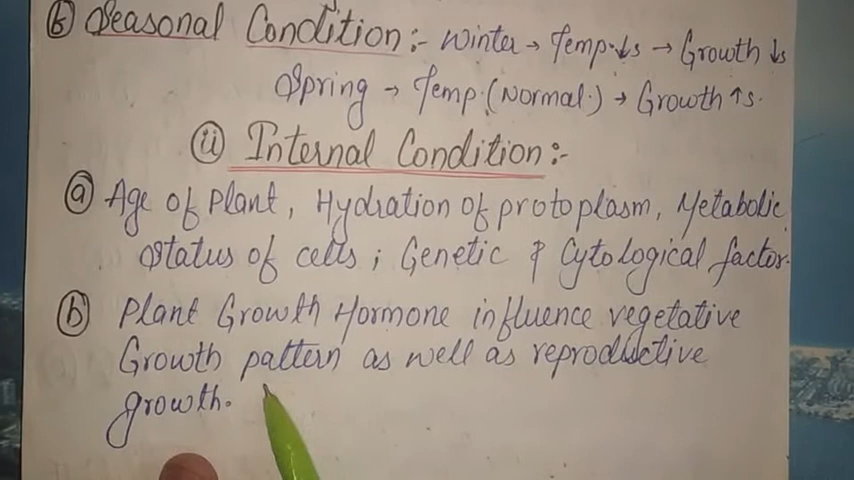 (b) Seasonal Condition:- Winter → Temp. ↓s → Growth ↓s
Spring → Temp. (Normal.) → Growth ↑s.
(ii) Internal Condition:-
(a) Age of Plant, Hydration of protoplasm, Metabolic
Status of cells; Genetic & Cytological factor.
(b) Plant Growth Hormone influence vegetative
Growth pattern as well as reproductive
growth.